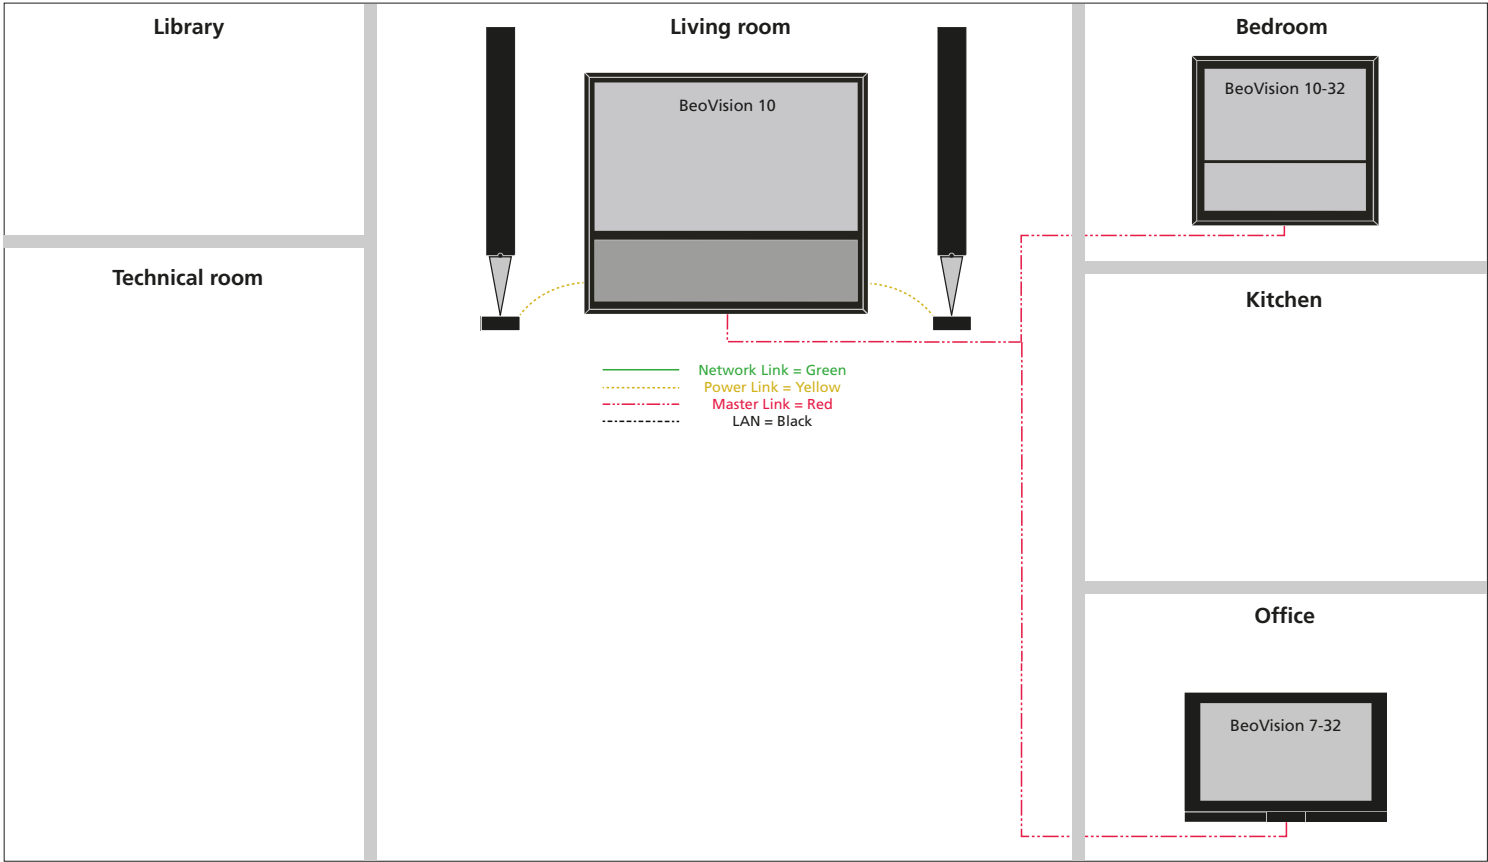 Library
Living room
Bedroom
BeoVision 10
BeoVision 10-32
Technical room
Kitchen
Network Link = Green
Power Link = Yellow
Master Link = Red
LAN = Black
Office
BeoVision 7-32